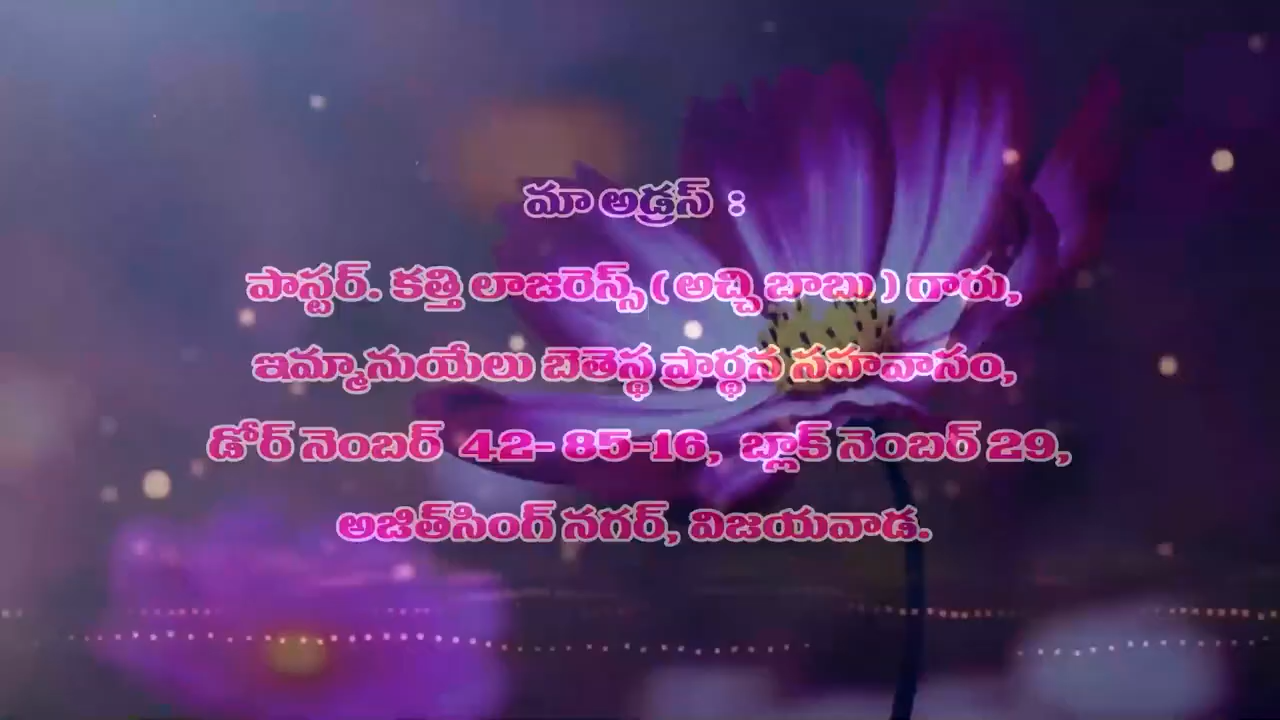 మా అడ్రస్ :
పాస్టర్. కత్తి లాజరెన్స్ ( అచ్చి బాబు ) గారు,
ఇమ్మానుయేలు బెతెస్థ ప్రార్థన సహవాసం,
డోర్ నెంబర్ 42- 85-16, బ్లాక్ నెంబర్ 29,
అజిత్‌సింగ్ నగర్, విజయవాడ.